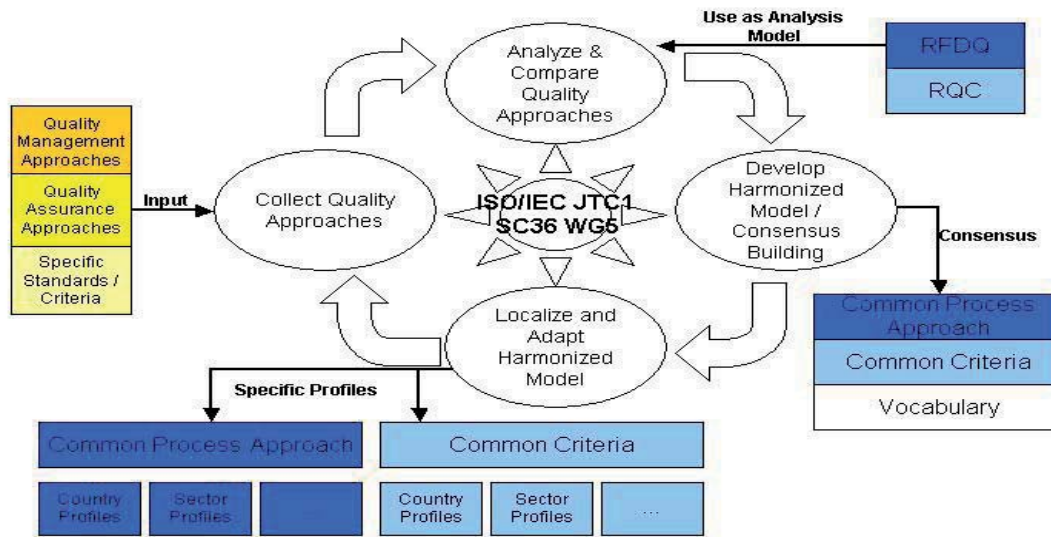 Use as Analysis
Model
RFDQ
RQC
Analyze &
Compare
Quality
Approaches
Quality
Management
Approaches
Quality
Assurance
Approaches
Specific
Standards /
Criteria
Input
Collect Quality
Approaches
ISO/IEC JTC1
SC36 WG5
Develop
Harmonized
Model /
Consensus
Building
Consensus
Common Process
Approach
Common Criteria
Vocabulary
Localize and
Adapt
Harmonized
Model
Specific Profiles
Common Process Approach
Common Criteria
Country
Profiles
Sector
Profiles
Country
Profiles
Sector
Profiles
...